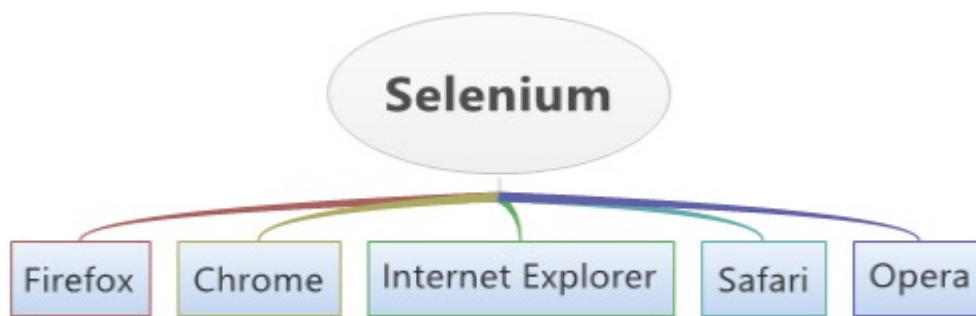 Selenium
Firefox
Chrome
Internet Explorer
Safari
Opera